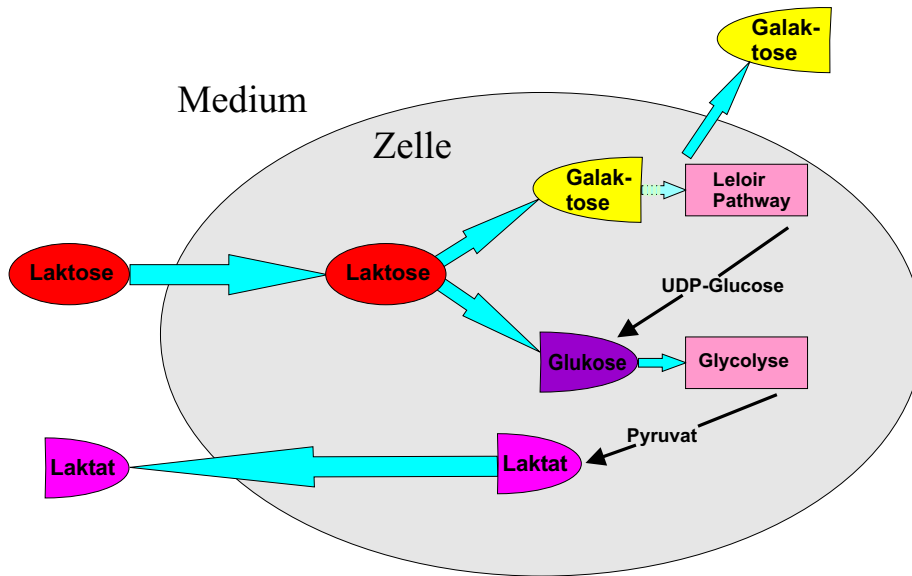 Galak-
tose
Medium
Zelle
Galak-
tose
Leloir
Pathway
Laktose
Laktose
UDP-Glucose
Glukose
Glycolyse
Pyruvat
Laktat
Laktat